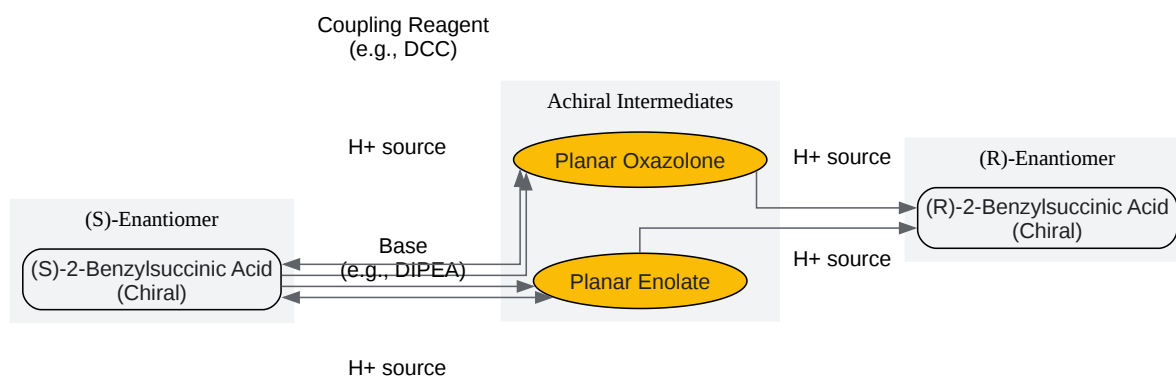 Coupling Reagent
(e.g., DCC)
Achiral Intermediates
H+ source
Planar Oxazolone
H+ source
(R)-Enantiomer
(R)-2-Benzylsuccinic Acid
(Chiral)
(S)-Enantiomer
(S)-2-Benzylsuccinic Acid
(Chiral)
Base
(e.g., DIPEA)
Planar Enolate
H+ source
H+ source